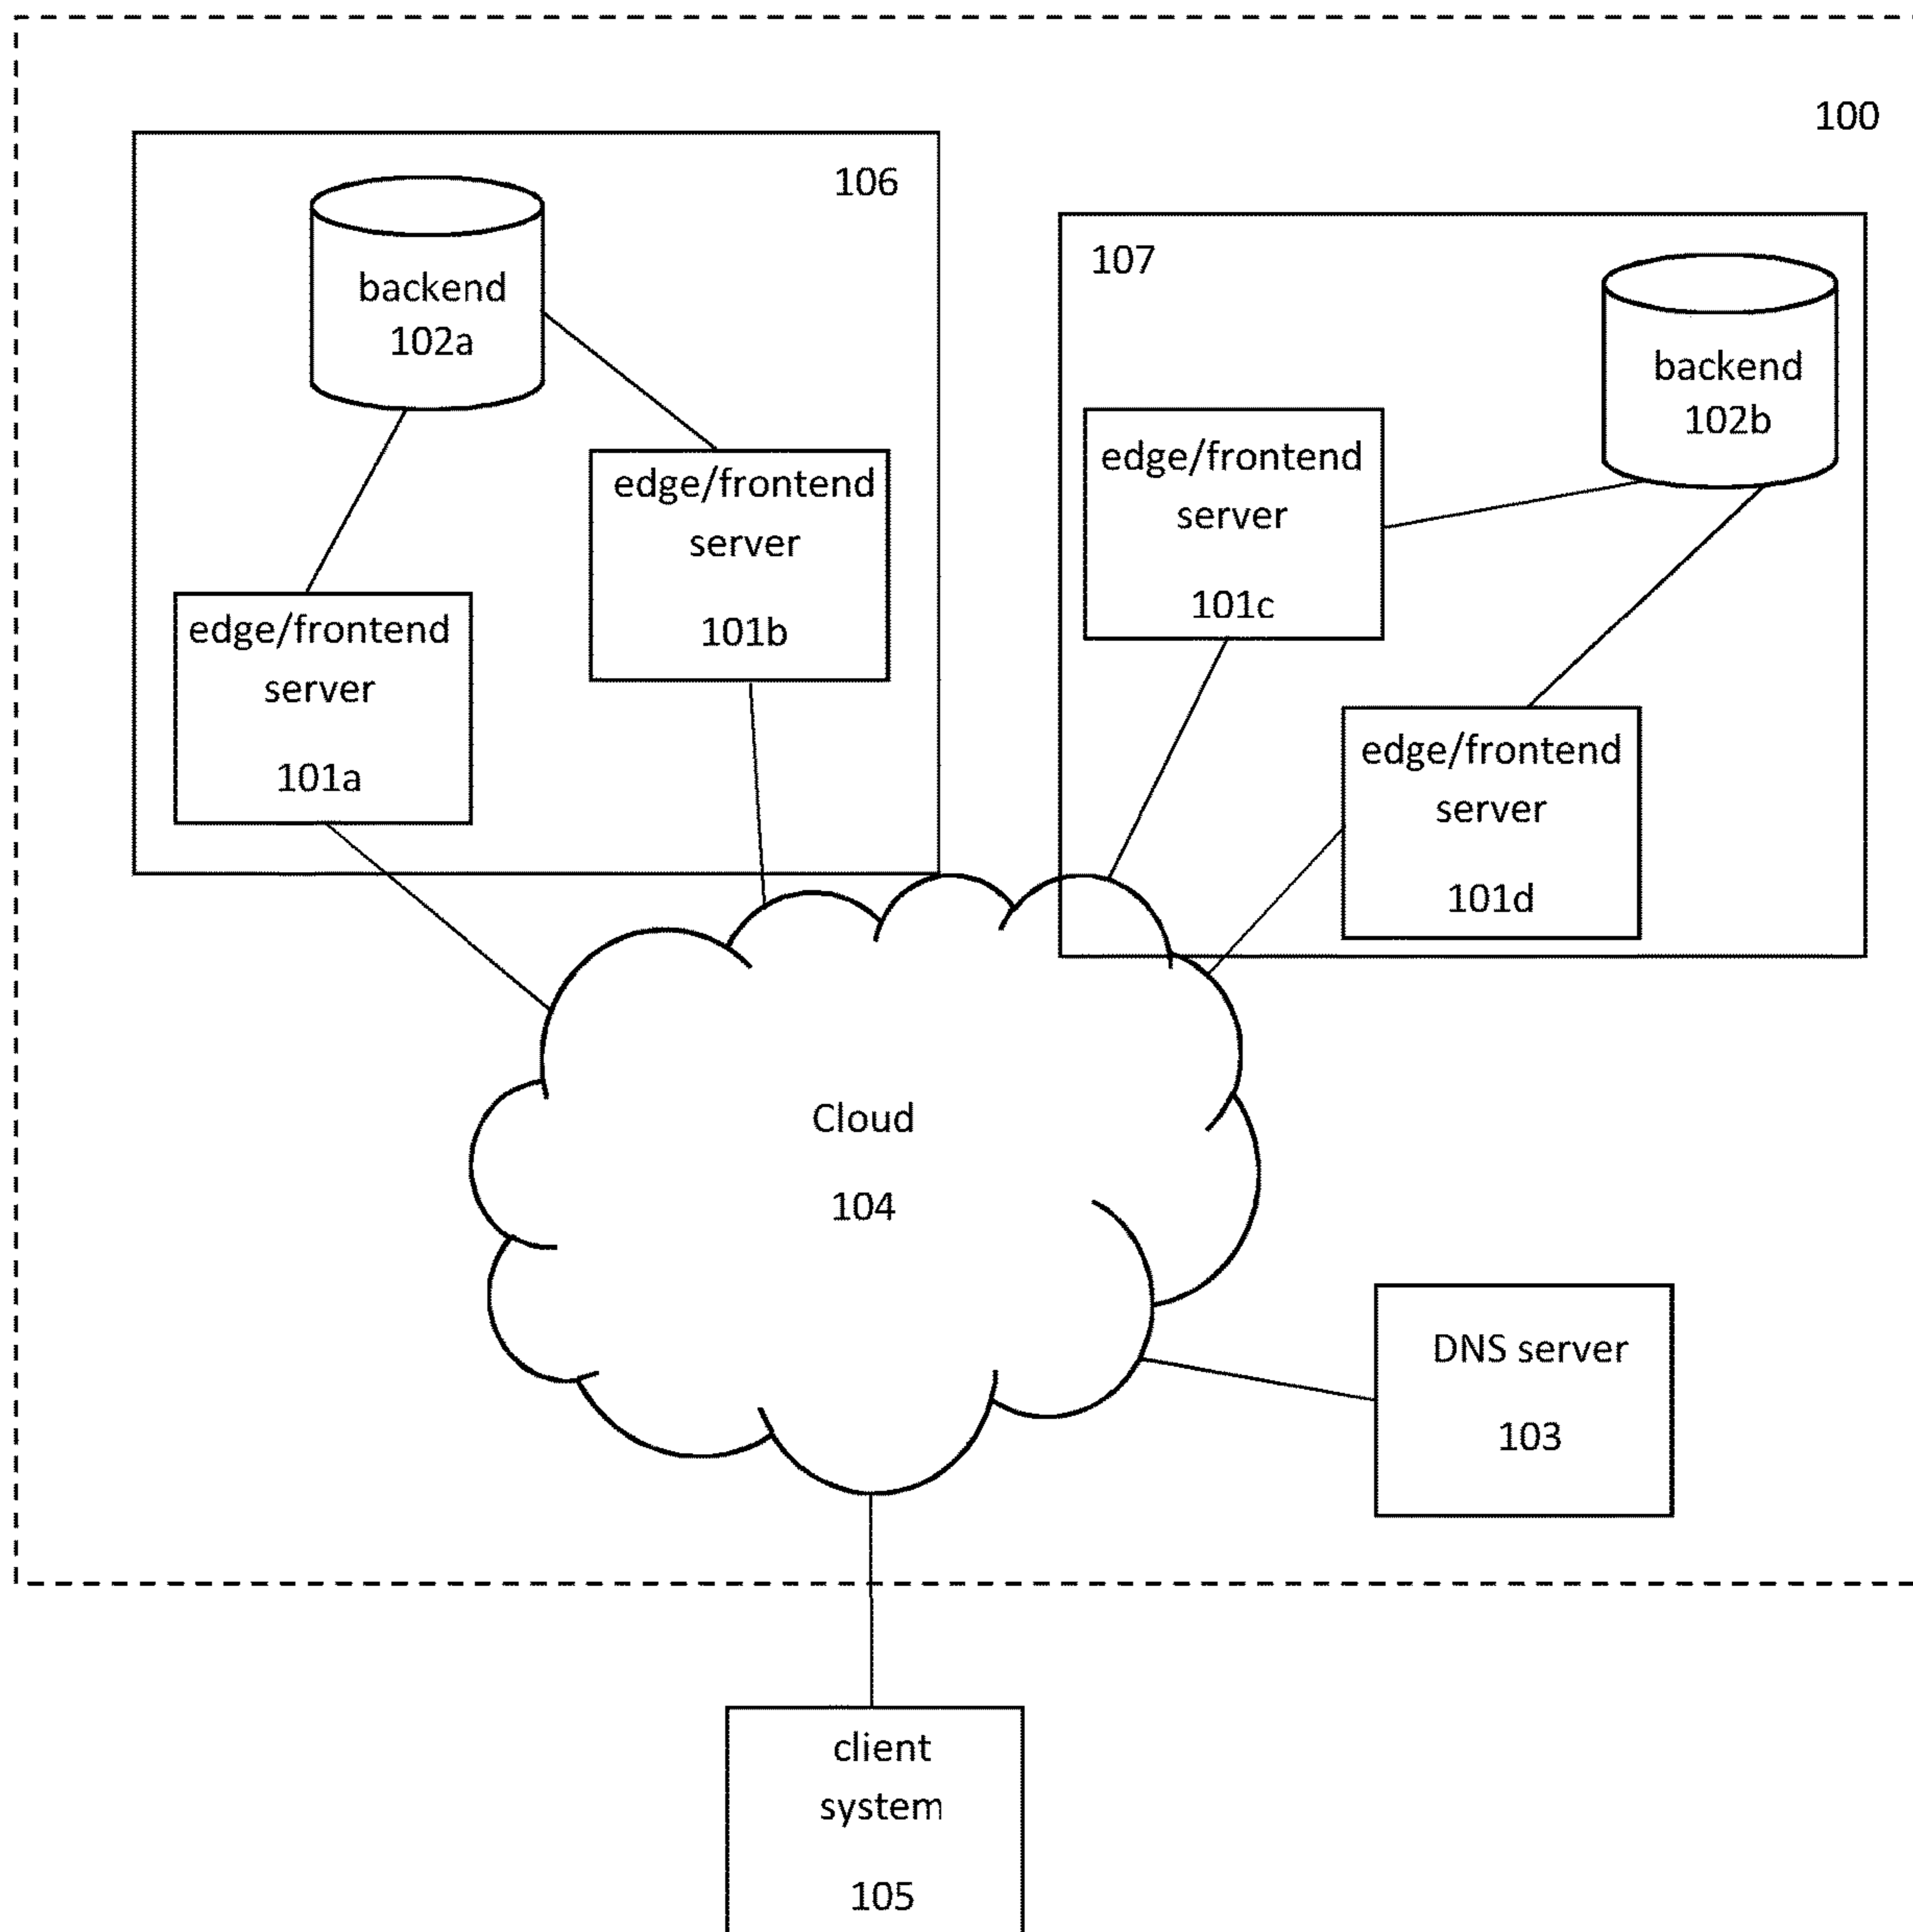 100
106
backend
102a
edge/frontend
server
101b
edge/frontend
server
101a
107
backend
102b
edge/frontend
server
101c
edge/frontend
server
101d
Cloud
104
DNS server
103
client
system
105